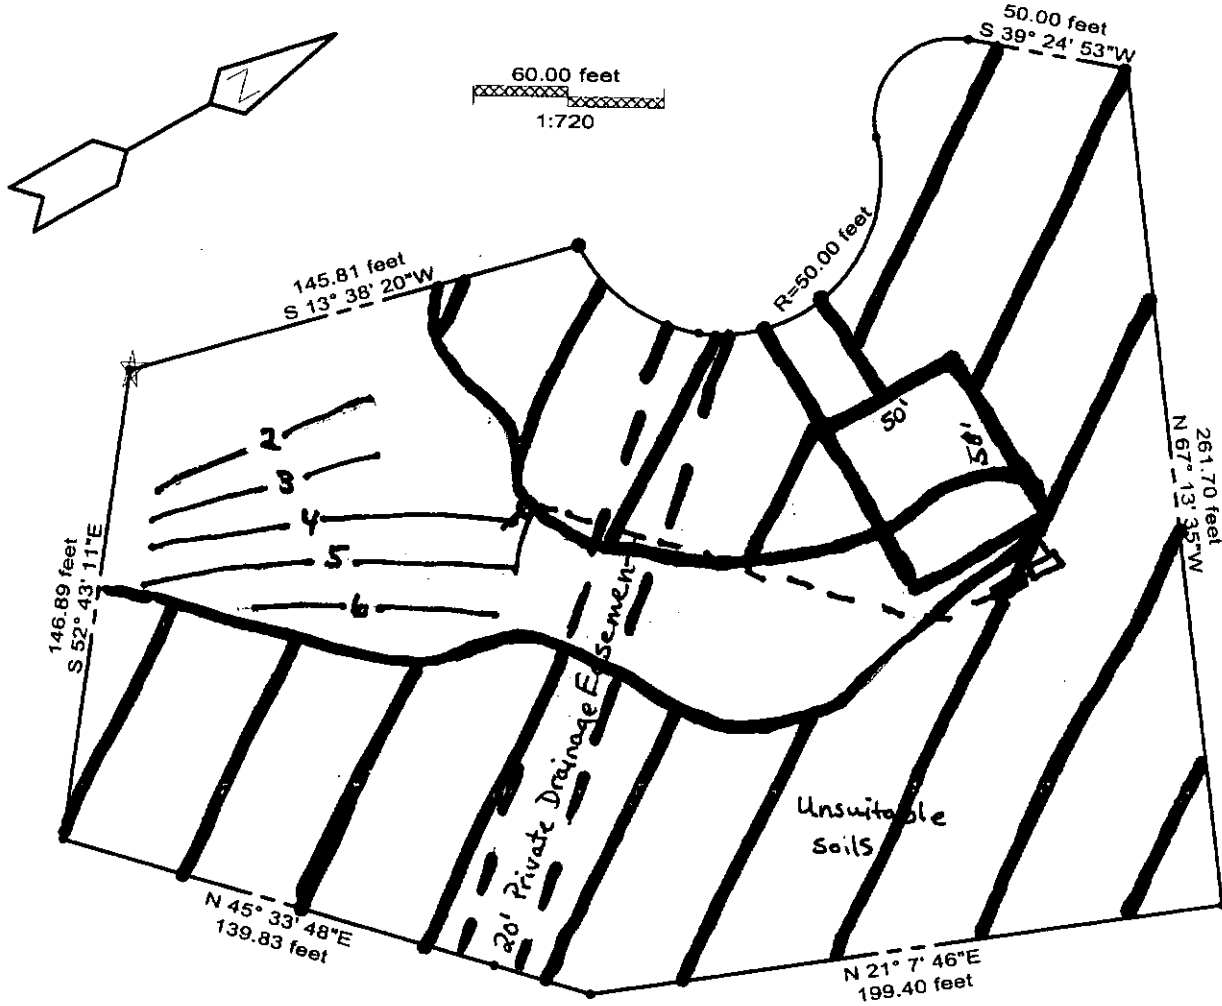 50.00 feet
S 39° 24' 53"W
N
60.00 feet
1:720
R=50.00 feet
145.81 feet
S 13° 38' 20"W
50'
58'
2
3
4
5
6
261.70 feet
N 67° 13' 35"W
146.89 feet
S 52° 43' 11"E
20' Private Drainage Easement
Unsuitable
soils
N 45° 33' 48"E
139.83 feet
N 21° 7' 46"E
199.40 feet